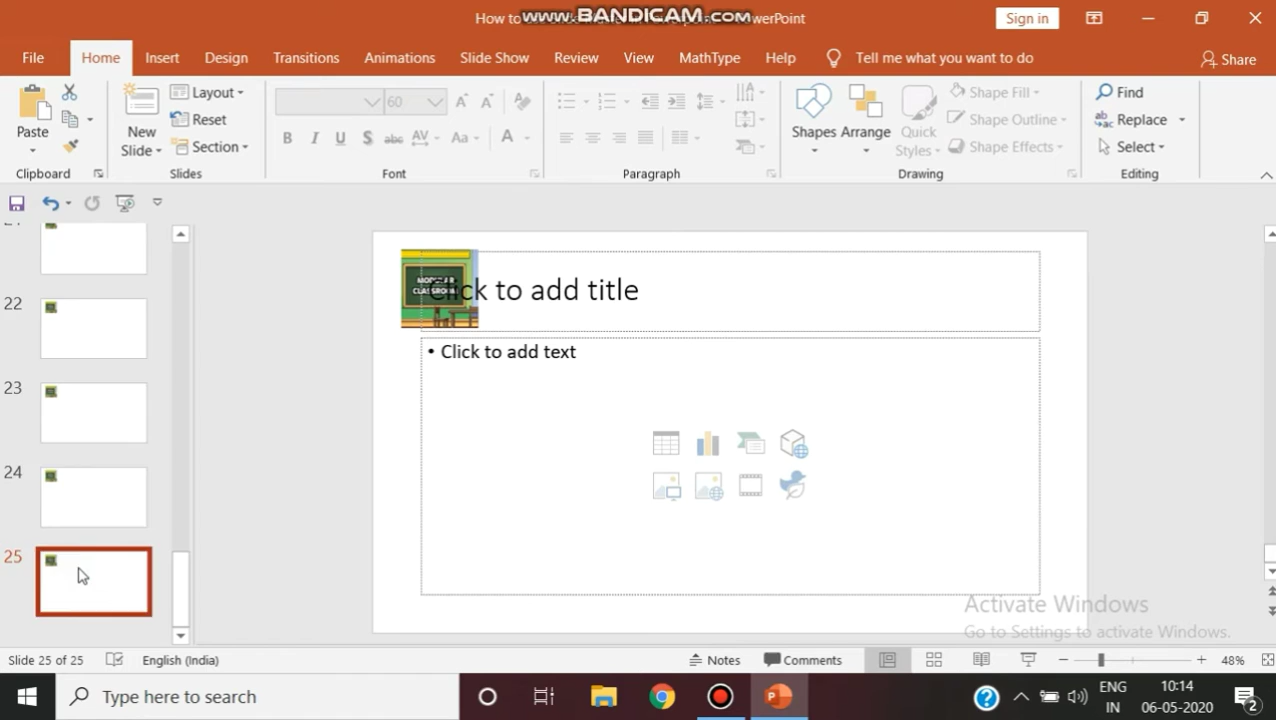 How to
www.BANDICAM.com
werPoint
Sign in
File Home Insert Design Transitions Animations Slide Show Review View MathType Help Tell me what you want to do Share
Paste
Clipboard
New Slide
Layout
Reset
Section
Slides
60
B I U S abc AV Aa A
Font
Paragraph
Shapes
Arrange
Quick Styles
Shape Fill
Shape Outline
Shape Effects
Drawing
Find
Replace
Select
Editing
22
23
24
25
CLASSROOM
Click to add title
• Click to add text
Activate Windows
Go to Settings to activate Windows.
Slide 25 of 25 English (India) Notes Comments 48%
Type here to search
ENG
IN
10:14
06-05-2020
2